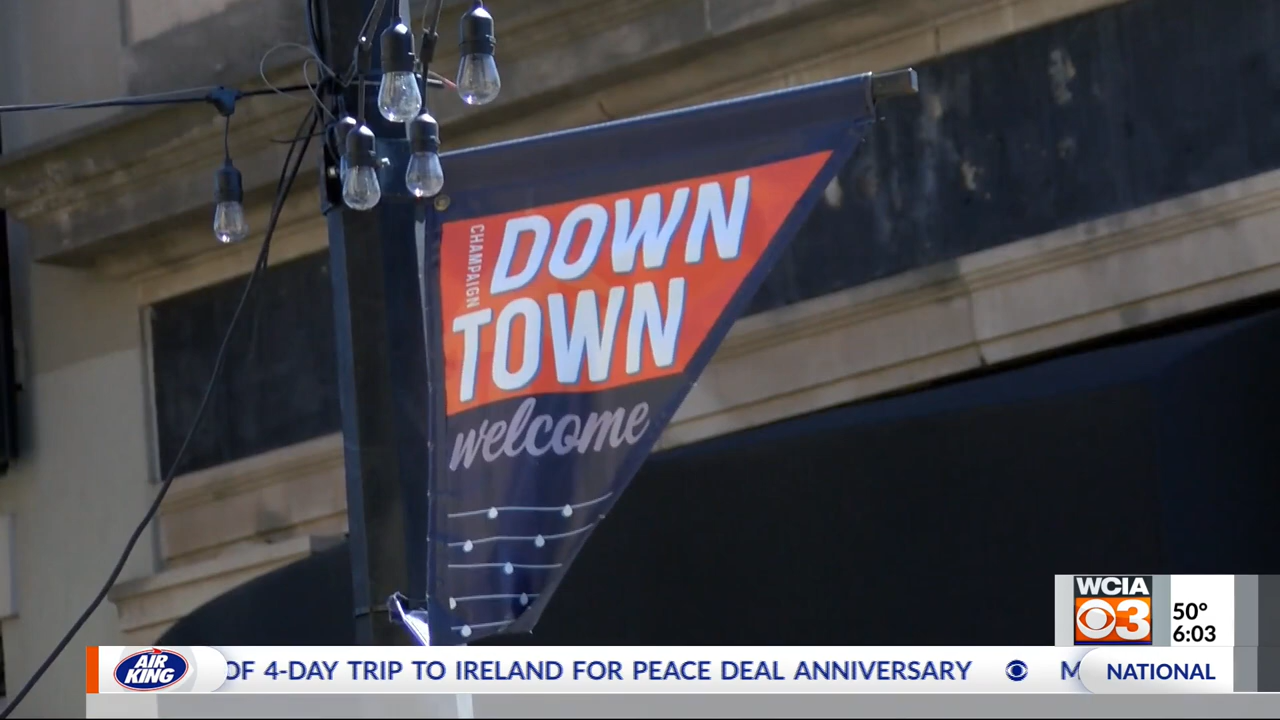 CHAMPAIGN
DOWN
TOWN
welcome
WCIA
3
50°
6:03
AIR
KING
OF 4-DAY TRIP TO IRELAND FOR PEACE DEAL ANNIVERSARY
NATIONAL